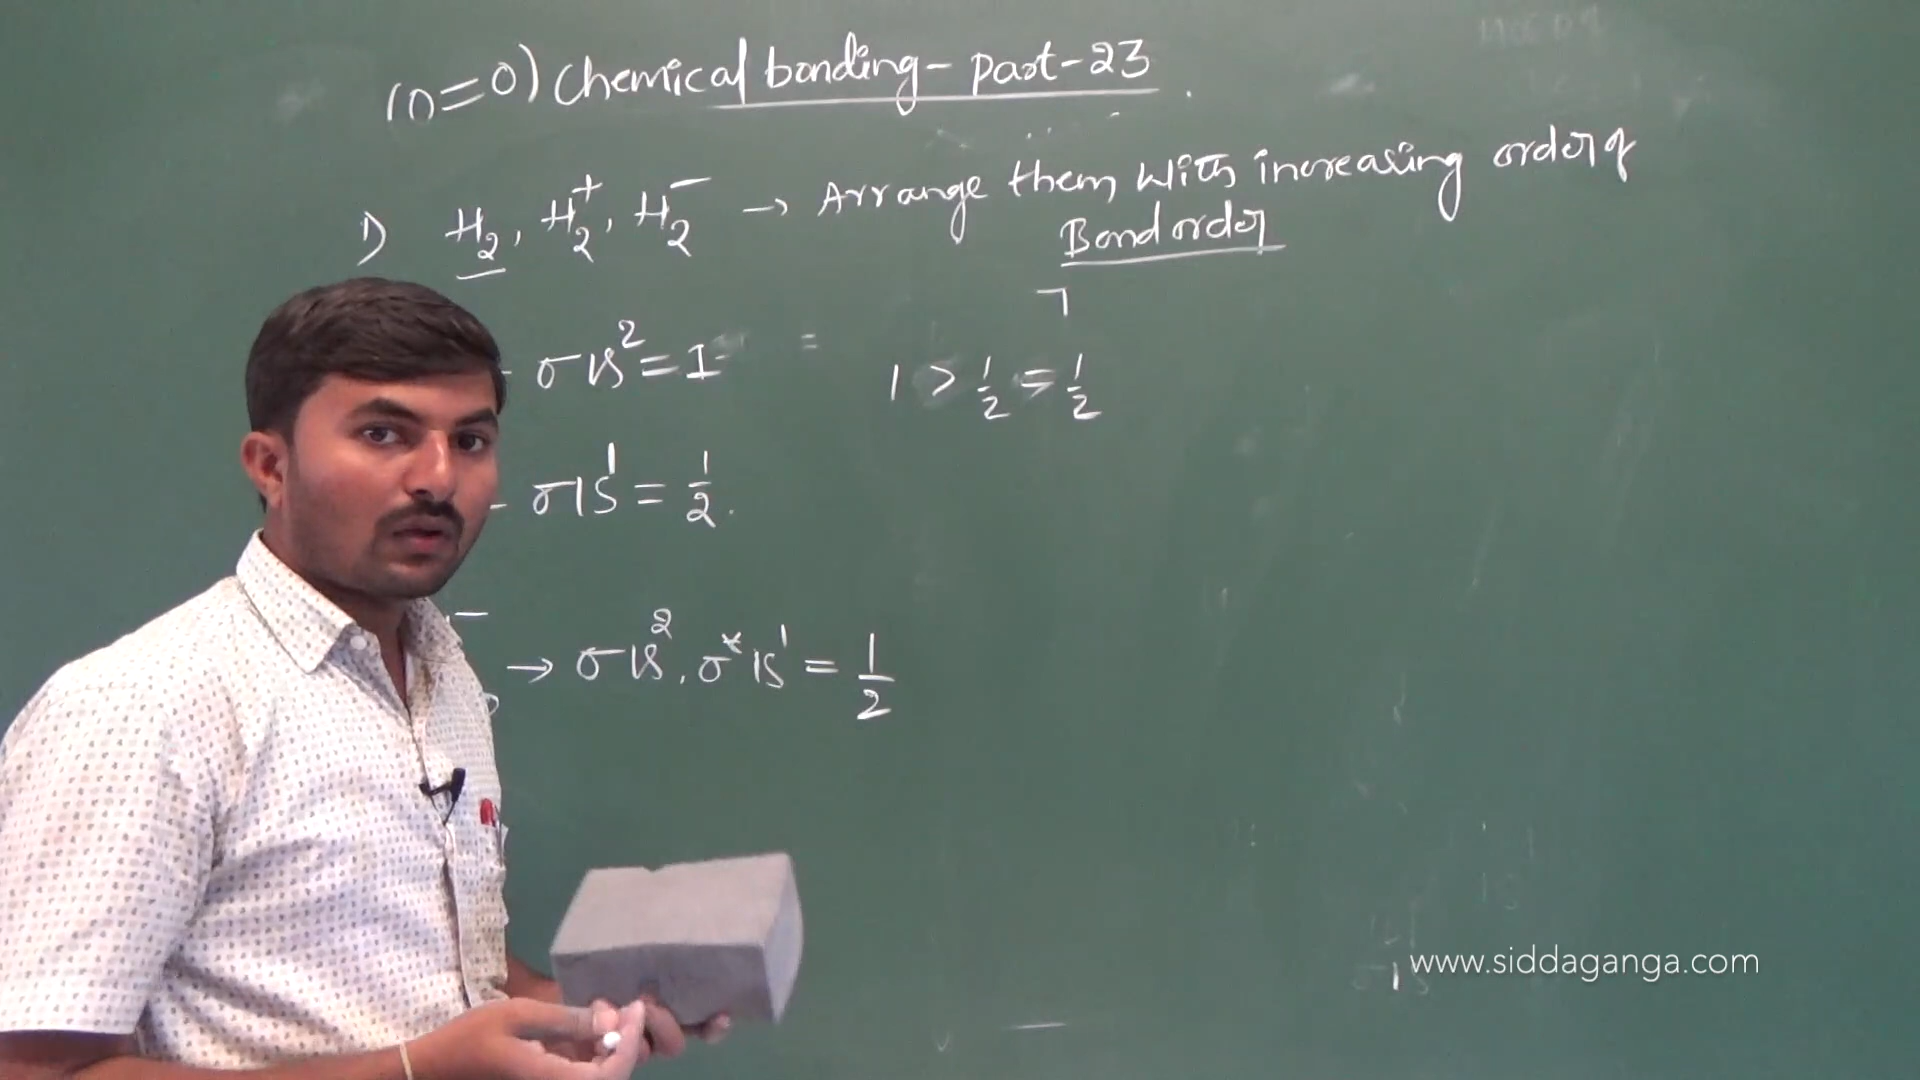 (n=0) Chemical bonding - part-23
1) H₂, H₂⁺, H₂⁻ → Arrange them with increasing order of
Bond order
σ1s² = 1
1 > 1/2 = 1/2
σ1s¹ = 1/2.
→ σ1s², σ*1s¹ = 1/2
www.siddaganga.com